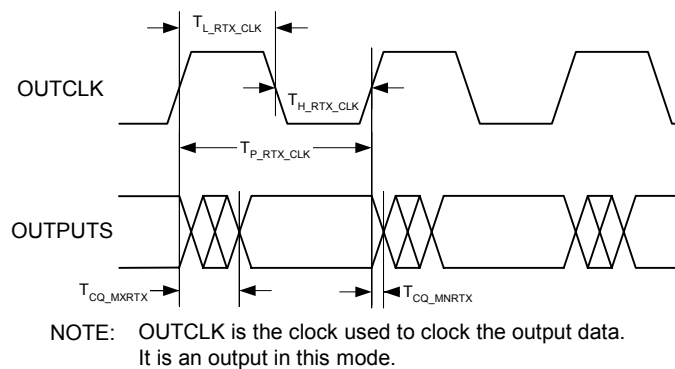 T_L_RTX_CLK
OUTCLK
T_H_RTX_CLK
T_P_RTX_CLK
OUTPUTS
T_CQ_MXRTX
T_CQ_MNRTX
NOTE: OUTCLK is the clock used to clock the output data.
It is an output in this mode.